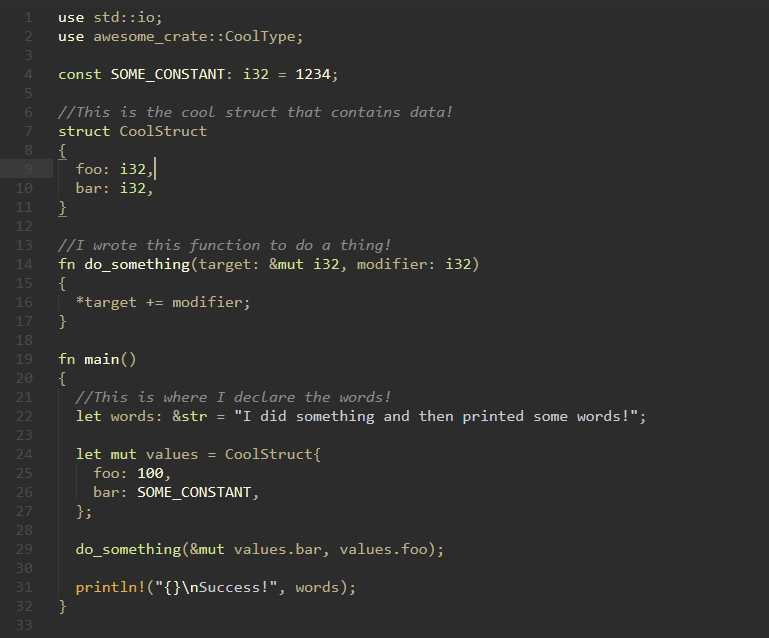 1 use std::io;
2 use awesome_crate::CoolType;
3
4 const SOME_CONSTANT: i32 = 1234;
5
6 //This is the cool struct that contains data!
7 struct CoolStruct
8 {
9   foo: i32,
10   bar: i32,
11 }
12
13 //I wrote this function to do a thing!
14 fn do_something(target: &mut i32, modifier: i32)
15 {
16   *target += modifier;
17 }
18
19 fn main()
20 {
21   //This is where I declare the words!
22   let words: &str = "I did something and then printed some words!";
23
24   let mut values = CoolStruct{
25     foo: 100,
26     bar: SOME_CONSTANT,
27   };
28
29   do_something(&mut values.bar, values.foo);
30
31   println!("{}\nSuccess!", words);
32 }
33